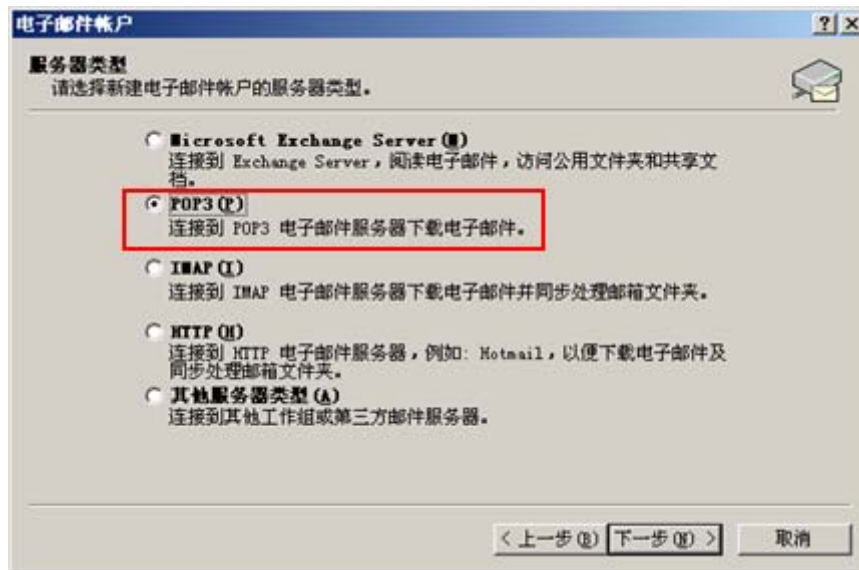 电子邮件帐户
服务器类型
请选择新建电子邮件帐户的服务器类型。
Microsoft Exchange Server(M)
连接到 Exchange Server，阅读电子邮件，访问公用文件夹和共享文
档。
POP3(P)
连接到 POP3 电子邮件服务器下载电子邮件。
IMAP(I)
连接到 IMAP 电子邮件服务器下载电子邮件并同步处理邮箱文件夹。
HTTP(H)
连接到 HTTP 电子邮件服务器，例如: Hotmail，以便下载电子邮件及
同步处理邮箱文件夹。
其他服务器类型(A)
连接到其他工作组或第三方邮件服务器。
< 上一步(B) 下一步(N) > 取消